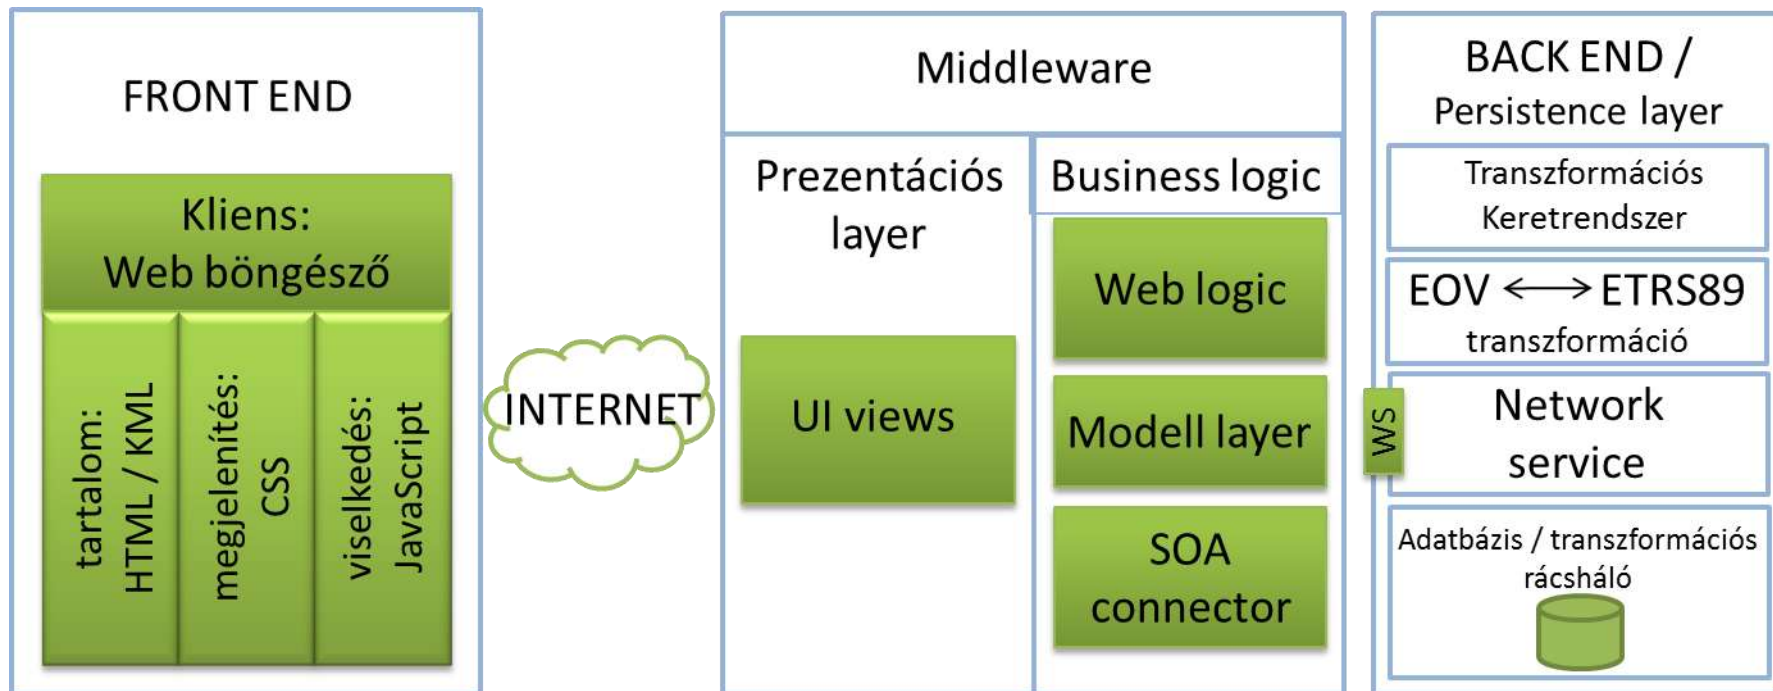 FRONT END
Kliens:
Web böngésző
tartalom:
HTML / KML
megjelenítés:
CSS
viselkedés:
JavaScript
INTERNET
Middleware
Prezentációs
layer
UI views
Business logic
Web logic
Modell layer
SOA
connector
BACK END /
Persistence layer
Transzformációs
Keretrendszer
EOV ⟷ ETRS89
transzformáció
WS
Network
service
Adatbázis / transzformációs
rácsháló